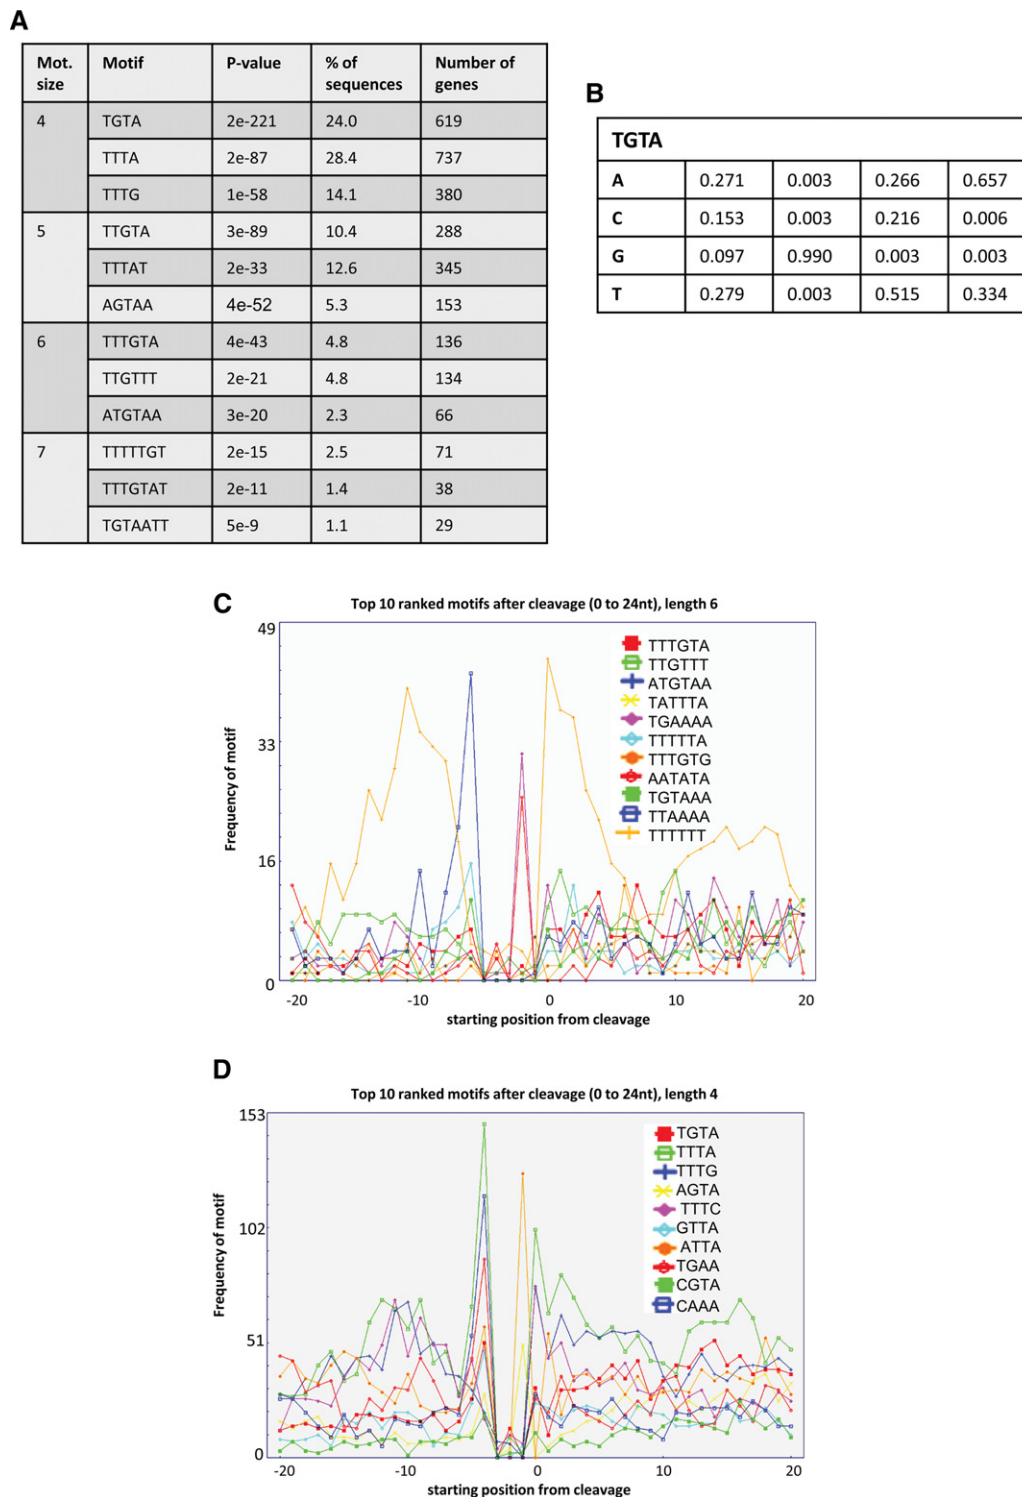 A
Mot. size Motif P-value % of sequences Number of genes
4 TGTA 2e-221 24.0 619
TTTA 2e-87 28.4 737
TTTG 1e-58 14.1 380
5 TTGTA 3e-89 10.4 288
TTTAT 2e-33 12.6 345
AGTAA 4e-52 5.3 153
6 TTTGTA 4e-43 4.8 136
TTGTTT 2e-21 4.8 134
ATGTAA 3e-20 2.3 66
7 TTTTTGT 2e-15 2.5 71
TTTGTAT 2e-11 1.4 38
TGTAATT 5e-9 1.1 29
B
TGTA
A 0.271 0.003 0.266 0.657
C 0.153 0.003 0.216 0.006
G 0.097 0.990 0.003 0.003
T 0.279 0.003 0.515 0.334
C
Top 10 ranked motifs after cleavage (0 to 24nt), length 6
Frequency of motif
49
33
16
0
TTTGTA
TTGTTT
ATGTAA
TATTTA
TGAAAA
TTTTTA
TTTGTG
AATATA
TGTAAA
TTAAAA
TTTTTT
-20 -10 0 10 20
starting position from cleavage
D
Top 10 ranked motifs after cleavage (0 to 24nt), length 4
Frequency of motif
153
102
51
0
TGTA
TTTA
TTTG
AGTA
TTTC
GTTA
ATTA
TGAA
CGTA
CAAA
-20 -10 0 10 20
starting position from cleavage